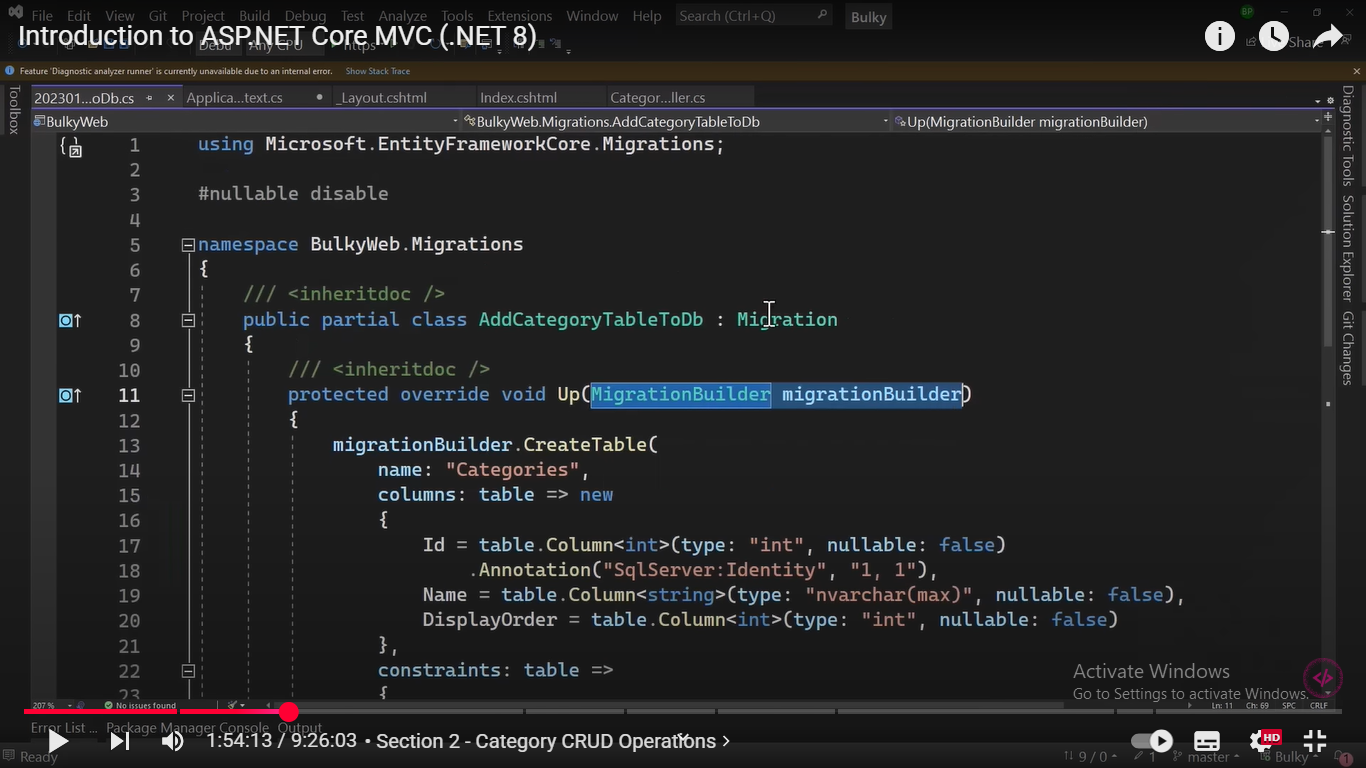 File Edit View Git Project Build Debug Test Analyze Tools Extensions Window Help Search (Ctrl+Q) Bulky BP
Introduction to ASP.NET Core MVC (.NET 8)
Debu Any CPU https Share
Feature 'Diagnostic analyzer runner' is currently unavailable due to an internal error. Show Stack Trace
202301...oDb.cs Applica...text.cs _Layout.cshtml Index.cshtml Categor...ller.cs
BulkyWeb BulkyWeb.Migrations.AddCategoryTableToDb Up(MigrationBuilder migrationBuilder)
Toolbox
Diagnostic Tools
Solution Explorer
Git Changes
1 using Microsoft.EntityFrameworkCore.Migrations;
2
3 #nullable disable
4
5 namespace BulkyWeb.Migrations
6 {
7 /// <inheritdoc />
8 public partial class AddCategoryTableToDb : Migration
9 {
10 /// <inheritdoc />
11 protected override void Up(MigrationBuilder migrationBuilder)
12 {
13 migrationBuilder.CreateTable(
14 name: "Categories",
15 columns: table => new
16 {
17 Id = table.Column<int>(type: "int", nullable: false)
18 .Annotation("SqlServer:Identity", "1, 1"),
19 Name = table.Column<string>(type: "nvarchar(max)", nullable: false),
20 DisplayOrder = table.Column<int>(type: "int", nullable: false)
21 },
22 constraints: table =>
23 {
Activate Windows
Go to Settings to activate Windows.
207 % No issues found Ln: 11 Ch: 69 SPC CRLF
Error List ... Package Manager Console Output
1:54:13 / 9:26:03 • Section 2 - Category CRUD Operations HD
Ready 9 / 0 1 master Bulky 1